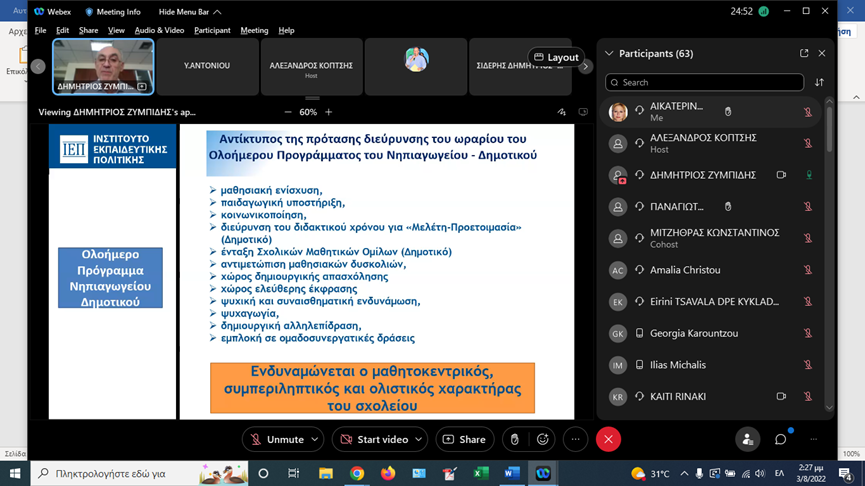 Webex
Meeting Info
Hide Menu Bar
24:52
File Edit Share View Audio & Video Participant Meeting Help
ΔΗΜΗΤΡΙΟΣ ZYMΠI...
Y.ANTONIOU
ΑΛΕΞΑΝΔΡΟΣ ΚΟΠΤΣΗΣ
Host
Layout
Viewing ΔΗΜΗΤΡΙΟΣ ΖΥΜΠΙΔΗΣ's ap...
60%
ΙΕΠ
ΙΝΣΤΙΤΟΥΤΟ
ΕΚΠΑΙΔΕΥΤΙΚΗΣ
ΠΟΛΙΤΙΚΗΣ
Ολοήμερο
Πρόγραμμα
Νηπιαγωγείου
Δημοτικού
Αντίκτυπος της πρότασης διεύρυνσης του ωραρίου του
Ολοήμερου Προγράμματος του Νηπιαγωγείου - Δημοτικού
μαθησιακή ενίσχυση,
παιδαγωγική υποστήριξη,
κοινωνικοποίηση,
διεύρυνση του διδακτικού χρόνου για «Μελέτη-Προετοιμασία»
(Δημοτικό)
ένταξη Σχολικών Μαθητικών Ομίλων (Δημοτικό)
αντιμετώπιση μαθησιακών δυσκολιών,
χώρος δημιουργικής απασχόλησης
χώρος ελεύθερης έκφρασης
ψυχική και συναισθηματική ενδυνάμωση,
ψυχαγωγία,
δημιουργική αλληλεπίδραση,
εμπλοκή σε ομαδοσυνεργατικές δράσεις
Ενδυναμώνεται ο μαθητοκεντρικός,
συμπεριληπτικός και ολιστικός χαρακτήρας
του σχολείου
Participants (63)
Search
ΑΙΚΑΤΕΡΙΝ...
Me
ΑΛΕΞΑΝΔΡΟΣ ΚΟΠΤΣΗΣ
Host
ΔΗΜΗΤΡΙΟΣ ΖΥΜΠΙΔΗΣ
ΠΑΝΑΓΙΩΤ...
ΜΙΤΖΗΘΡΑΣ ΚΩΝΣΤΑΝΤΙΝΟΣ
Cohost
AC Amalia Christou
EK Eirini TSAVALA DPE KYKLAD...
GK Georgia Karountzou
IM Ilias Michalis
KR KAITI RINAKI
Unmute
Start video
Share
100%
Πληκτρολογήστε εδώ για
31°C
ΕΛ
2:27 μμ
3/8/2022
4